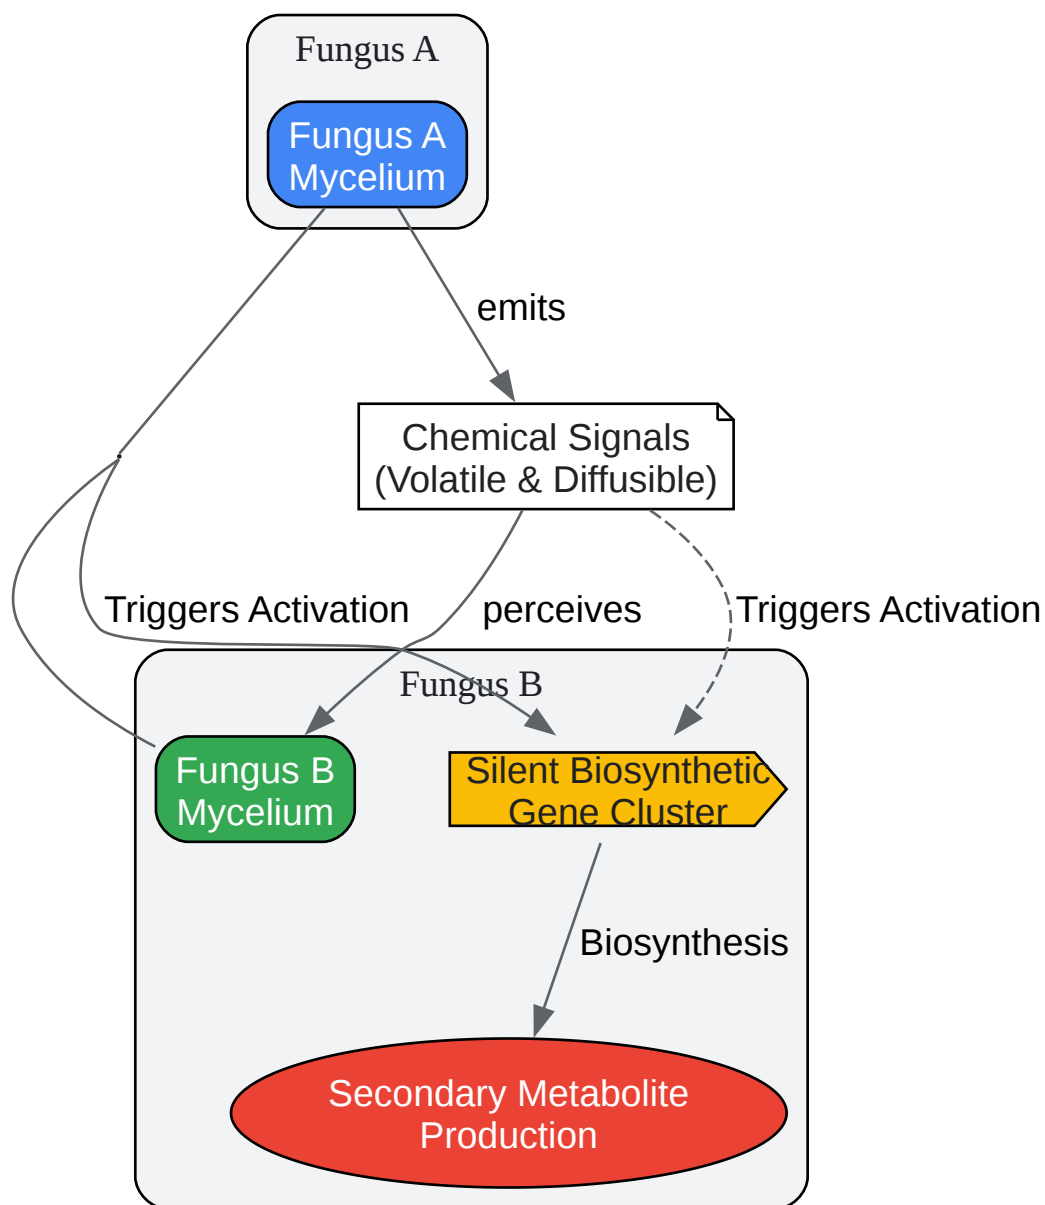 Fungus A
Fungus A
Mycelium
emits
Chemical Signals
(Volatile & Diffusible)
Triggers Activation
perceives
Triggers Activation
Fungus B
Fungus B
Mycelium
Silent Biosynthetic
Gene Cluster
Biosynthesis
Secondary Metabolite
Production